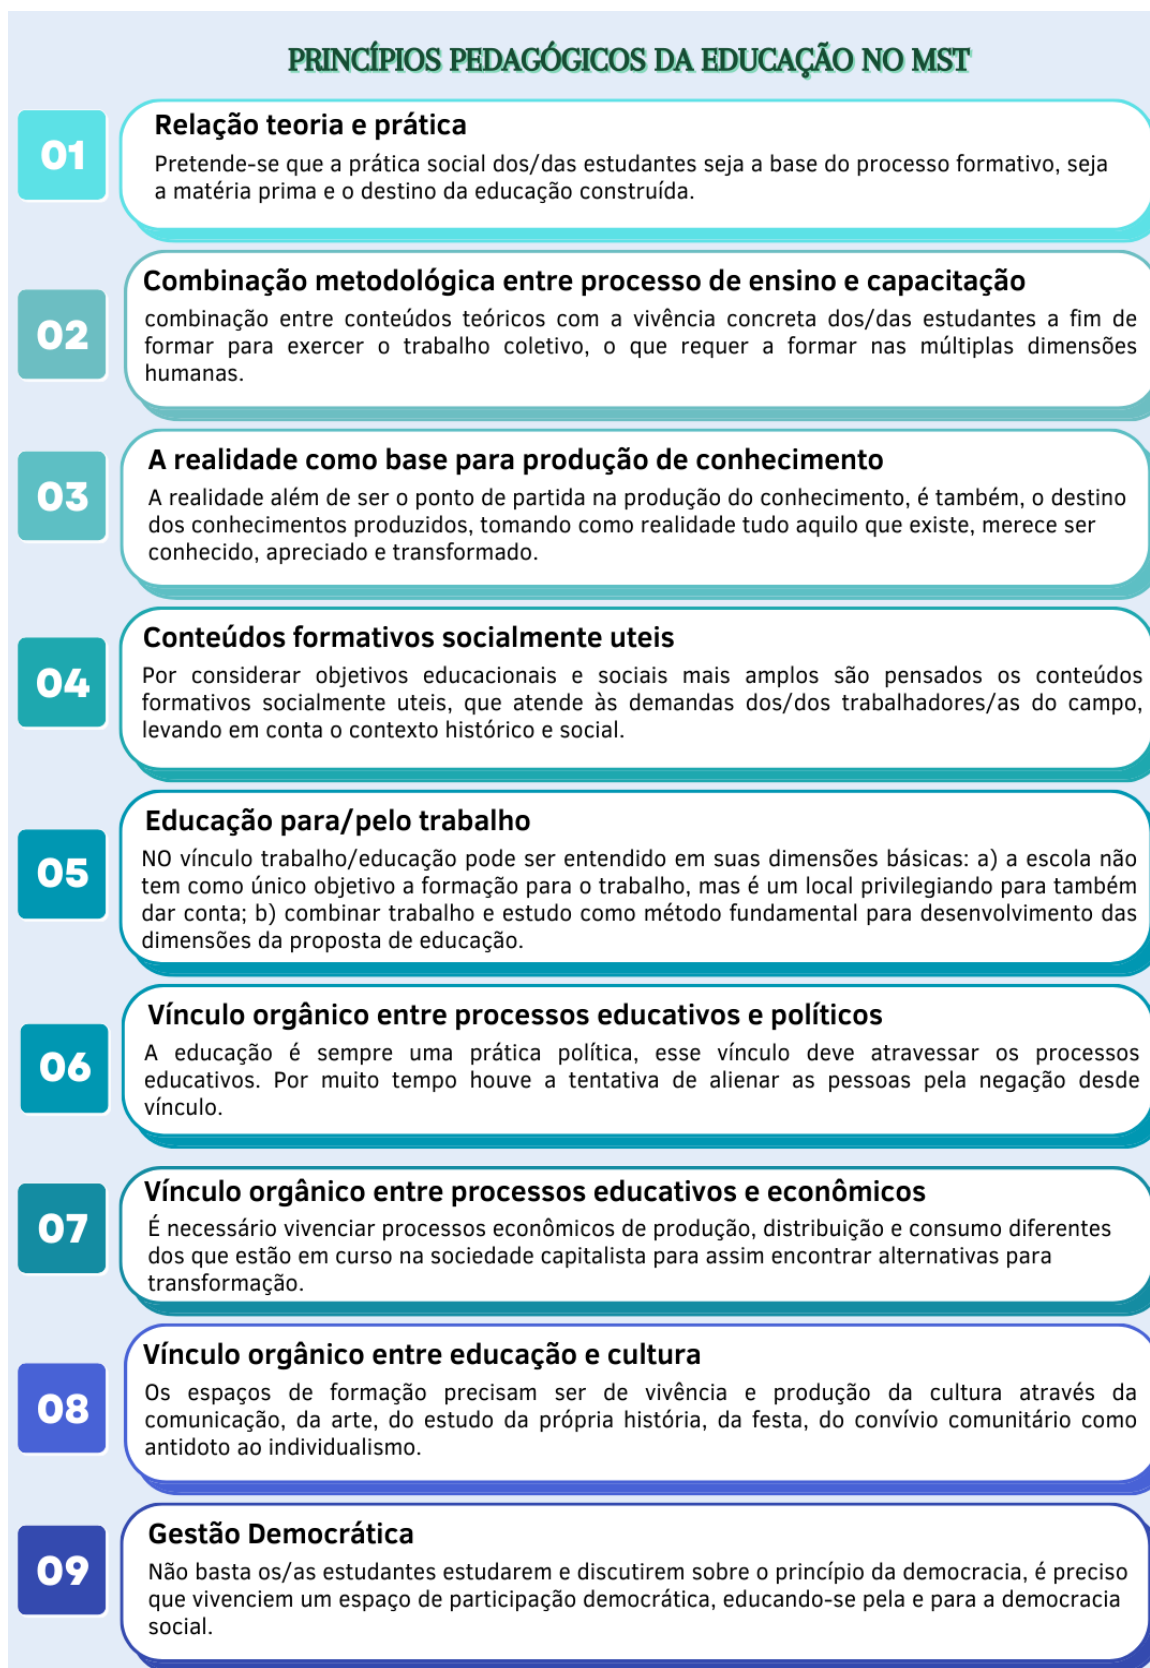 PRINCÍPIOS PEDAGÓGICOS DA EDUCAÇÃO NO MST
01
Relação teoria e prática
Pretende-se que a prática social dos/das estudantes seja a base do processo formativo, seja
a matéria prima e o destino da educação construída.
02
Combinação metodológica entre processo de ensino e capacitação
combinação entre conteúdos teóricos com a vivência concreta dos/das estudantes a fim de
formar para exercer o trabalho coletivo, o que requer a formar nas múltiplas dimensões
humanas.
03
A realidade como base para produção de conhecimento
A realidade além de ser o ponto de partida na produção do conhecimento, é também, o destino
dos conhecimentos produzidos, tomando como realidade tudo aquilo que existe, merece ser
conhecido, apreciado e transformado.
04
Conteúdos formativos socialmente uteis
Por considerar objetivos educacionais e sociais mais amplos são pensados os conteúdos
formativos socialmente uteis, que atende às demandas dos/dos trabalhadores/as do campo,
levando em conta o contexto histórico e social.
05
Educação para/pelo trabalho
NO vínculo trabalho/educação pode ser entendido em suas dimensões básicas: a) a escola não
tem como único objetivo a formação para o trabalho, mas é um local privilegiando para também
dar conta; b) combinar trabalho e estudo como método fundamental para desenvolvimento das
dimensões da proposta de educação.
06
Vínculo orgânico entre processos educativos e políticos
A educação é sempre uma prática política, esse vínculo deve atravessar os processos
educativos. Por muito tempo houve a tentativa de alienar as pessoas pela negação desde
vínculo.
07
Vínculo orgânico entre processos educativos e econômicos
É necessário vivenciar processos econômicos de produção, distribuição e consumo diferentes
dos que estão em curso na sociedade capitalista para assim encontrar alternativas para
transformação.
08
Vínculo orgânico entre educação e cultura
Os espaços de formação precisam ser de vivência e produção da cultura através da
comunicação, da arte, do estudo da própria história, da festa, do convívio comunitário como
antidoto ao individualismo.
09
Gestão Democrática
Não basta os/as estudantes estudarem e discutirem sobre o princípio da democracia, é preciso
que vivenciem um espaço de participação democrática, educando-se pela e para a democracia
social.